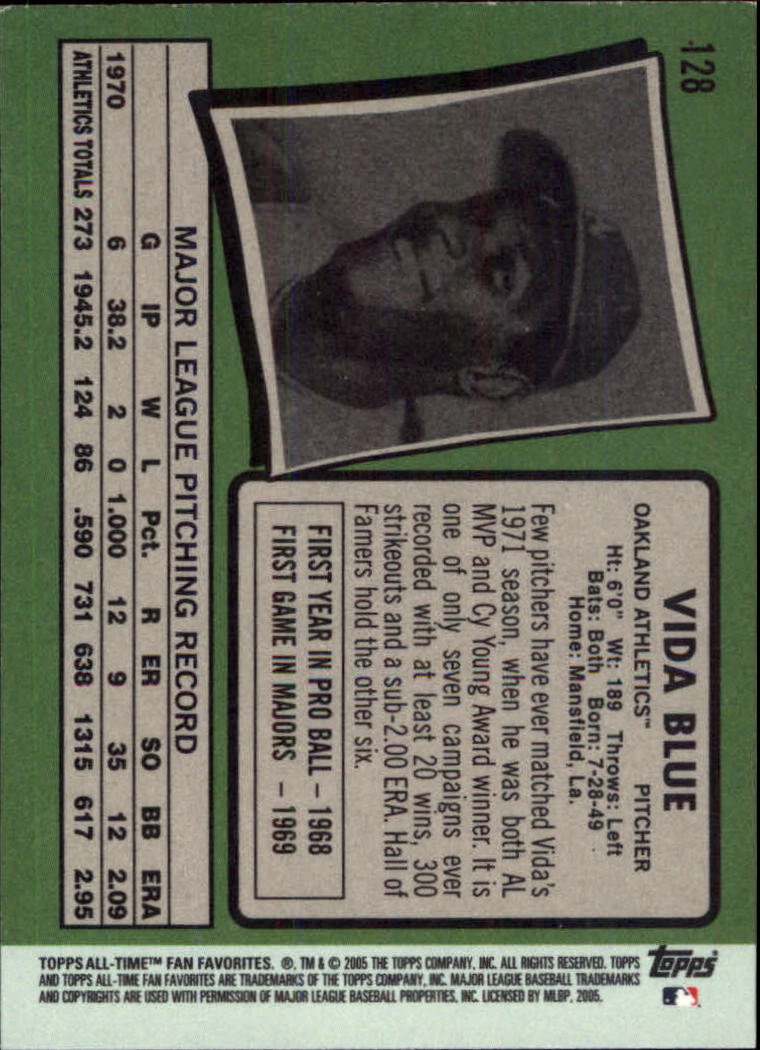 128
VIDA BLUE
OAKLAND ATHLETICS™ PITCHER
Ht: 6'0" Wt: 189 Throws: Left
Bats: Both Born: 7-28-49
Home: Mansfield, La.
Few pitchers have ever matched Vida's
1971 season, when he was both AL
MVP and Cy Young Award winner. It is
one of only seven campaigns ever
recorded with at least 20 wins, 300
strikeouts and a sub-2.00 ERA. Hall of
Famers hold the other six.
FIRST YEAR IN PRO BALL – 1968
FIRST GAME IN MAJORS – 1969
MAJOR LEAGUE PITCHING RECORD
G IP W L Pct. R ER SO BB ERA
1970 6 38.2 2 0 1.000 12 9 35 12 2.09
ATHLETICS TOTALS 273 1945.2 124 86 .590 731 638 1315 617 2.95
topps
TOPPS ALL-TIME™ FAN FAVORITES. ®, TM & © 2005 THE TOPPS COMPANY, INC. ALL RIGHTS RESERVED. TOPPS
AND TOPPS ALL-TIME FAN FAVORITES ARE TRADEMARKS OF THE TOPPS COMPANY, INC. MAJOR LEAGUE BASEBALL TRADEMARKS
AND COPYRIGHTS ARE USED WITH PERMISSION OF MAJOR LEAGUE BASEBALL PROPERTIES, INC. LICENSED BY MLBP, 2005.